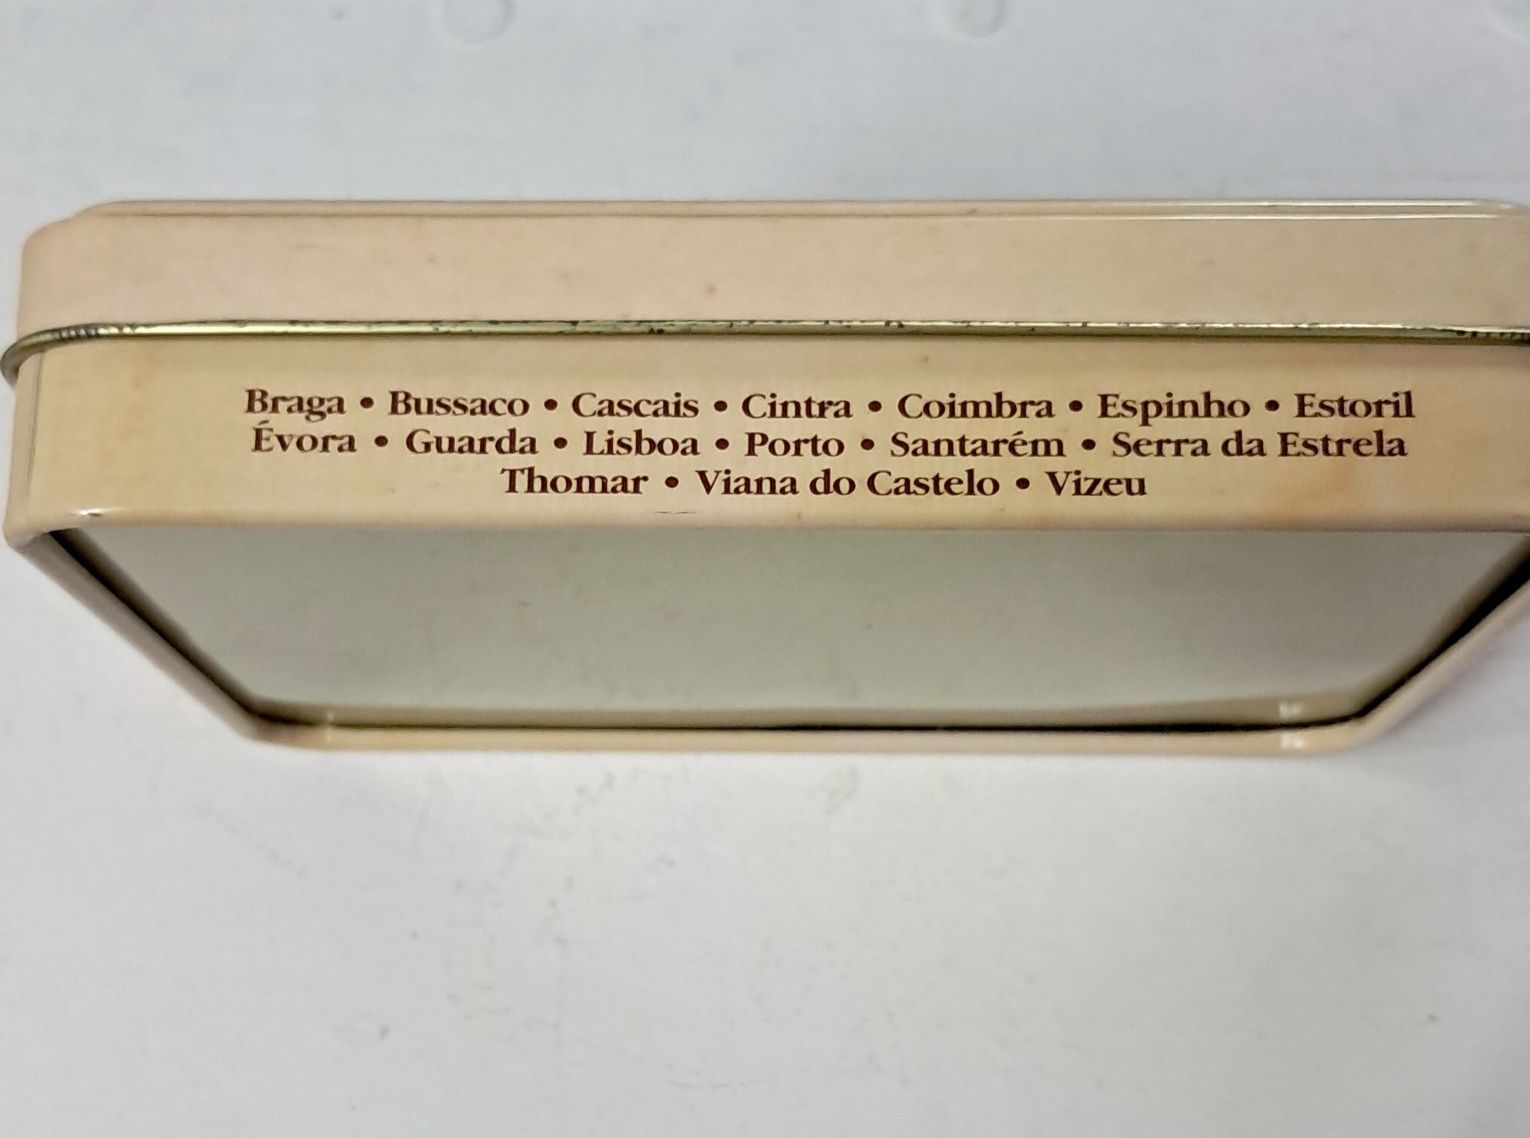 Braga • Bussaco • Cascais • Cintra • Coimbra • Espinho • Estoril
Évora • Guarda • Lisboa • Porto • Santarém • Serra da Estrela
Thomar • Viana do Castelo • Vizeu